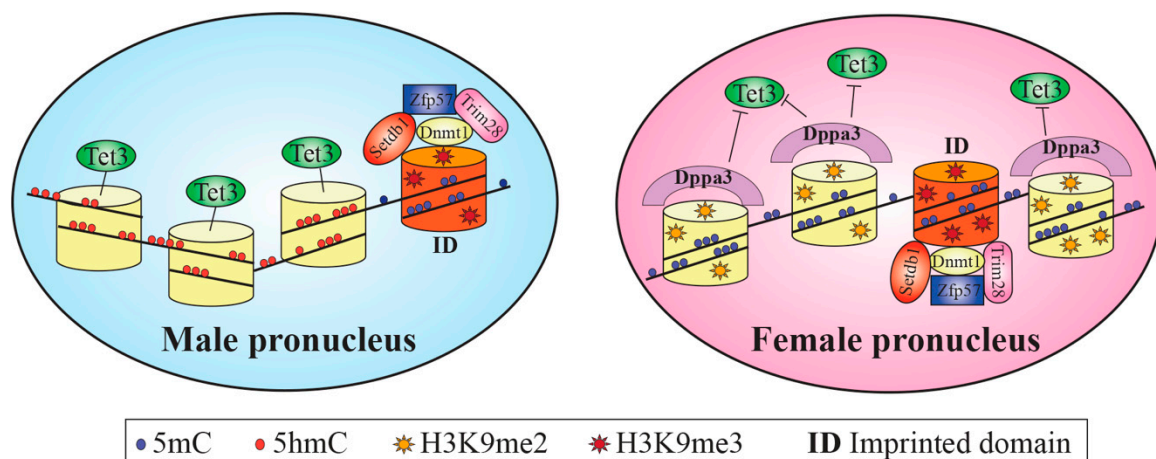 Tet3
Tet3
Tet3
Zfp57
Setdb1
Dnmt1
Trim28
ID
Male pronucleus
Tet3
Tet3
Tet3
Dppa3
Dppa3
ID
Dppa3
Setdb1
Dnmt1
Trim28
Zfp57
Female pronucleus
5mC 5hmC H3K9me2 H3K9me3 ID Imprinted domain